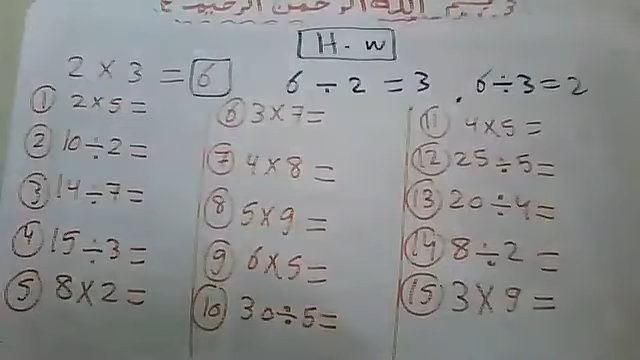 بسم الله الرحمن الرحيم
H.w
2 × 3 = 6
6 ÷ 2 = 3
6 ÷ 3 = 2
① 2 × 5 =
② 10 ÷ 2 =
③ 14 ÷ 7 =
④ 15 ÷ 3 =
⑤ 8 × 2 =
⑥ 3 × 7 =
⑦ 4 × 8 =
⑧ 5 × 9 =
⑨ 6 × 5 =
⑩ 30 ÷ 5 =
⑪ 4 × 5 =
⑫ 25 ÷ 5 =
⑬ 20 ÷ 4 =
⑭ 8 ÷ 2 =
⑮ 3 × 9 =